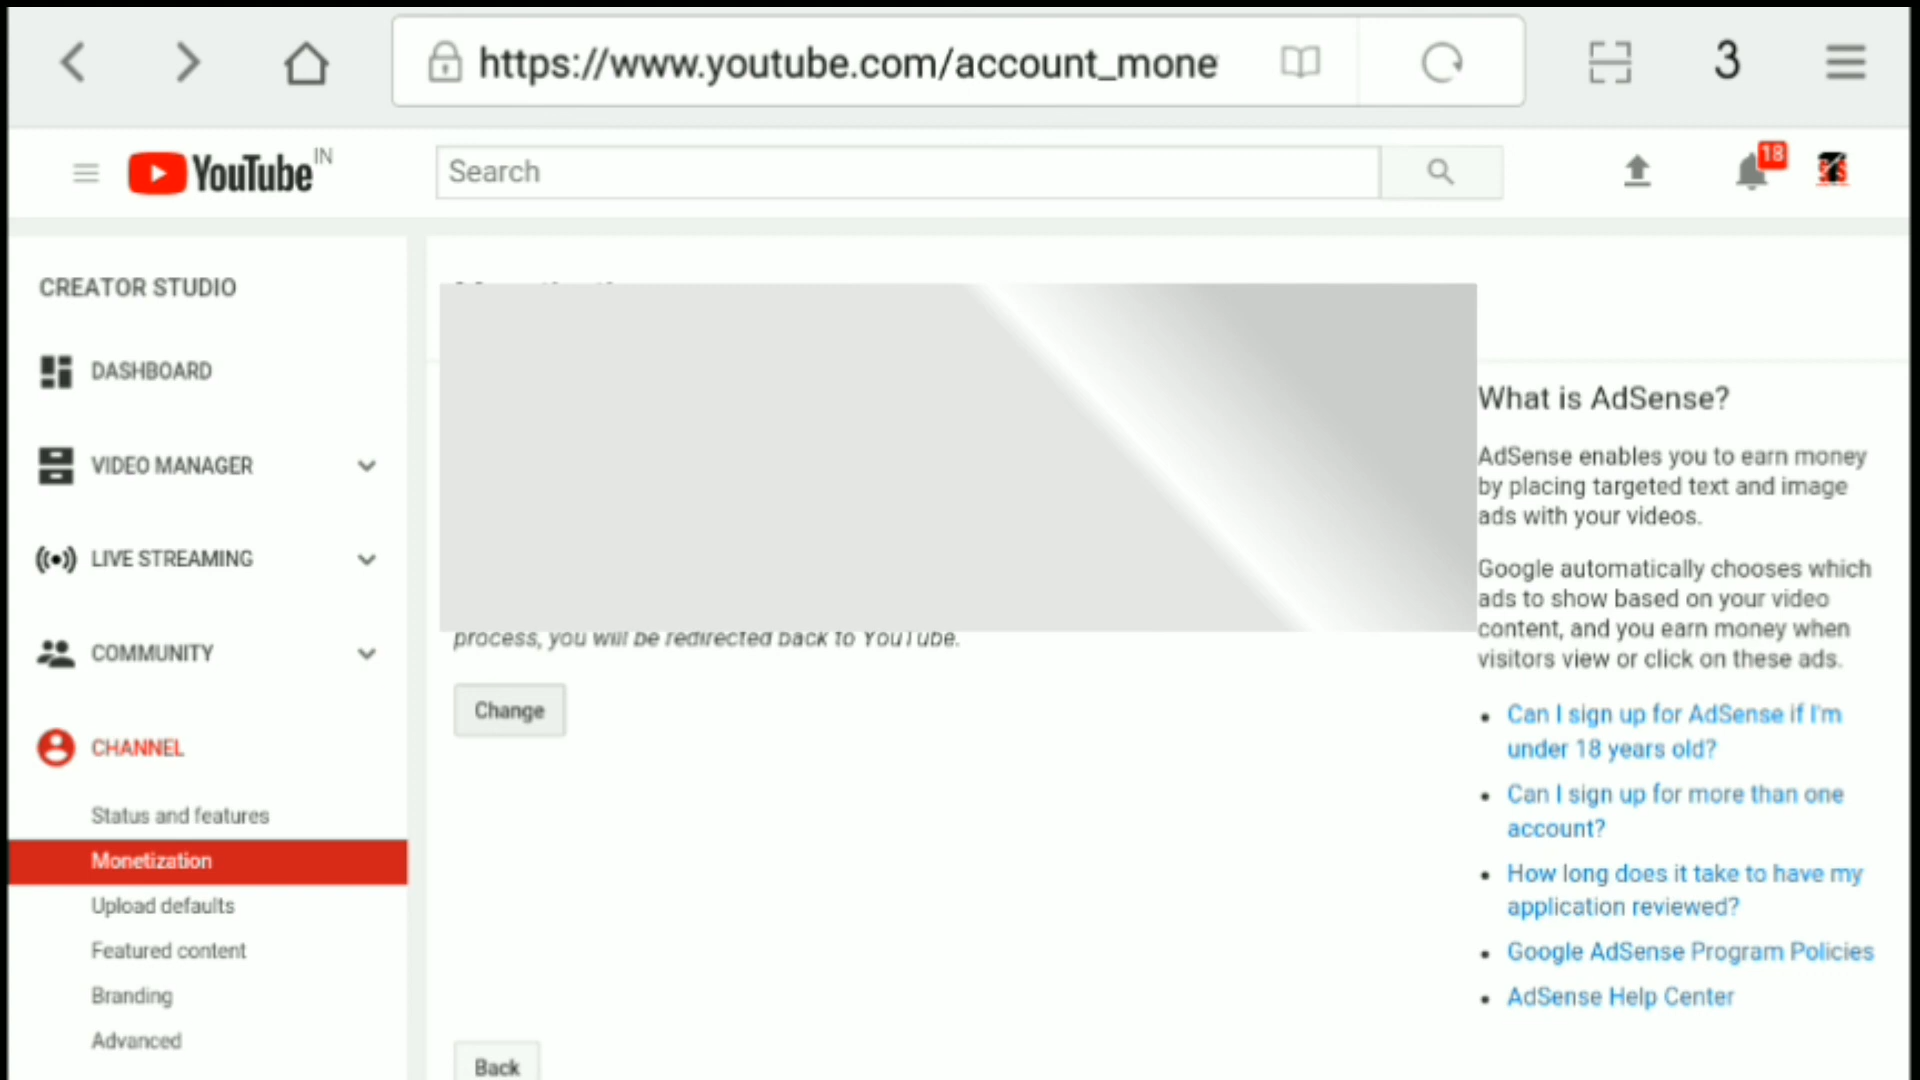 https://www.youtube.com/account_mone
3
YouTube IN
Search
18
CREATOR STUDIO
DASHBOARD
VIDEO MANAGER
LIVE STREAMING
COMMUNITY
CHANNEL
Status and features
Monetization
Upload defaults
Featured content
Branding
Advanced
process, you will be redirected back to YouTube.
Change
Back
What is AdSense?
AdSense enables you to earn money
by placing targeted text and image
ads with your videos.
Google automatically chooses which
ads to show based on your video
content, and you earn money when
visitors view or click on these ads.
Can I sign up for AdSense if I'm
under 18 years old?
Can I sign up for more than one
account?
How long does it take to have my
application reviewed?
Google AdSense Program Policies
AdSense Help Center